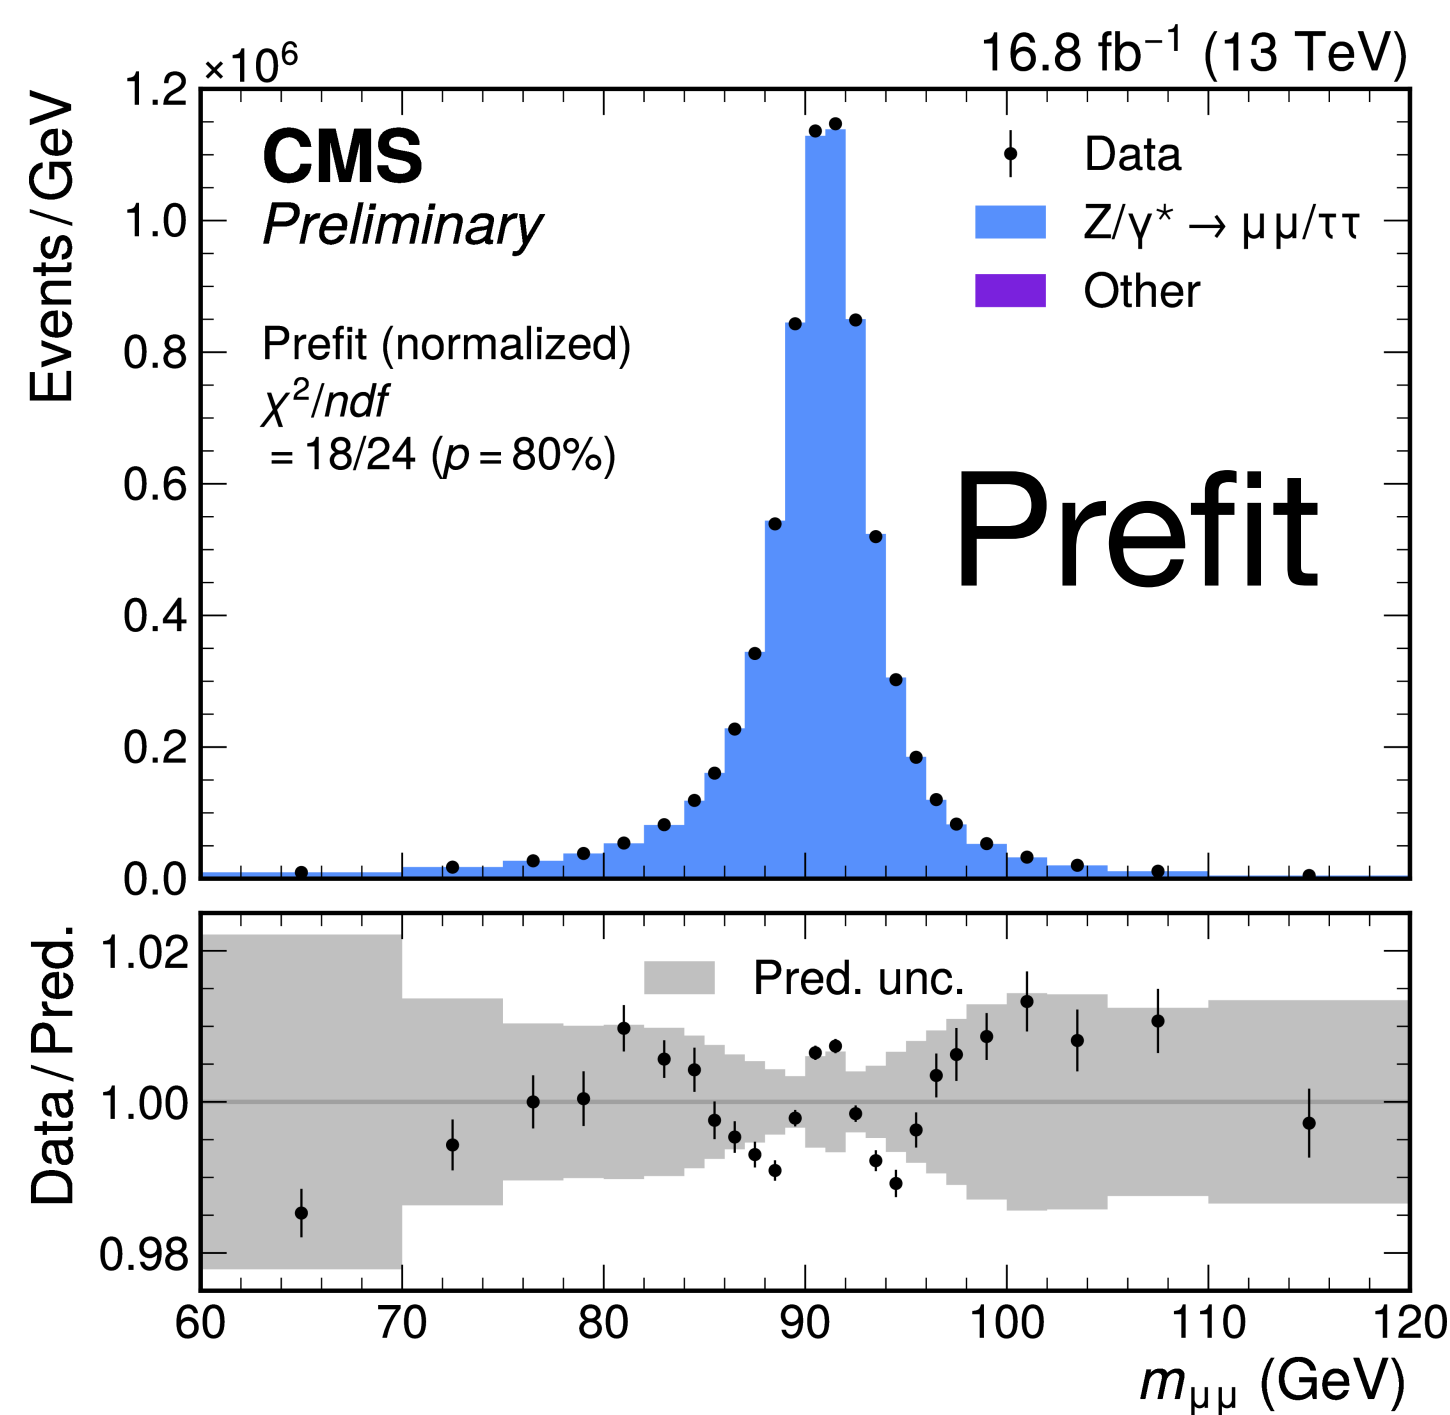 ×10⁶
16.8 fb⁻¹ (13 TeV)
Events/GeV
1.2
1.0
0.8
0.6
0.4
0.2
0.0
CMS
Preliminary
Prefit (normalized)
χ²/ndf
= 18/24 (p = 80%)
Data
Z/γ* → μμ/ττ
Other
Prefit
Data/Pred.
1.02
1.00
0.98
Pred. unc.
60 70 80 90 100 110 120
m_μμ (GeV)